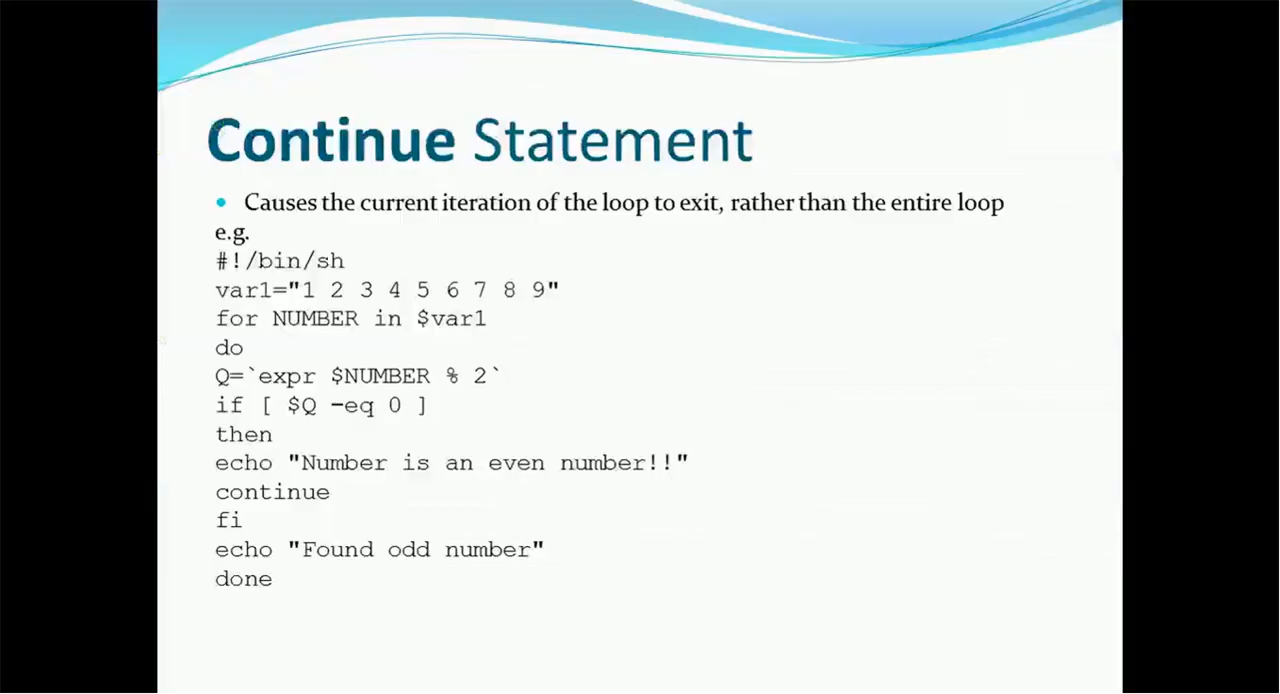 Continue Statement
• Causes the current iteration of the loop to exit, rather than the entire loop
e.g.
#!/bin/sh
var1="1 2 3 4 5 6 7 8 9"
for NUMBER in $var1
do
Q=`expr $NUMBER % 2`
if [ $Q -eq 0 ]
then
echo "Number is an even number!!"
continue
fi
echo "Found odd number"
done